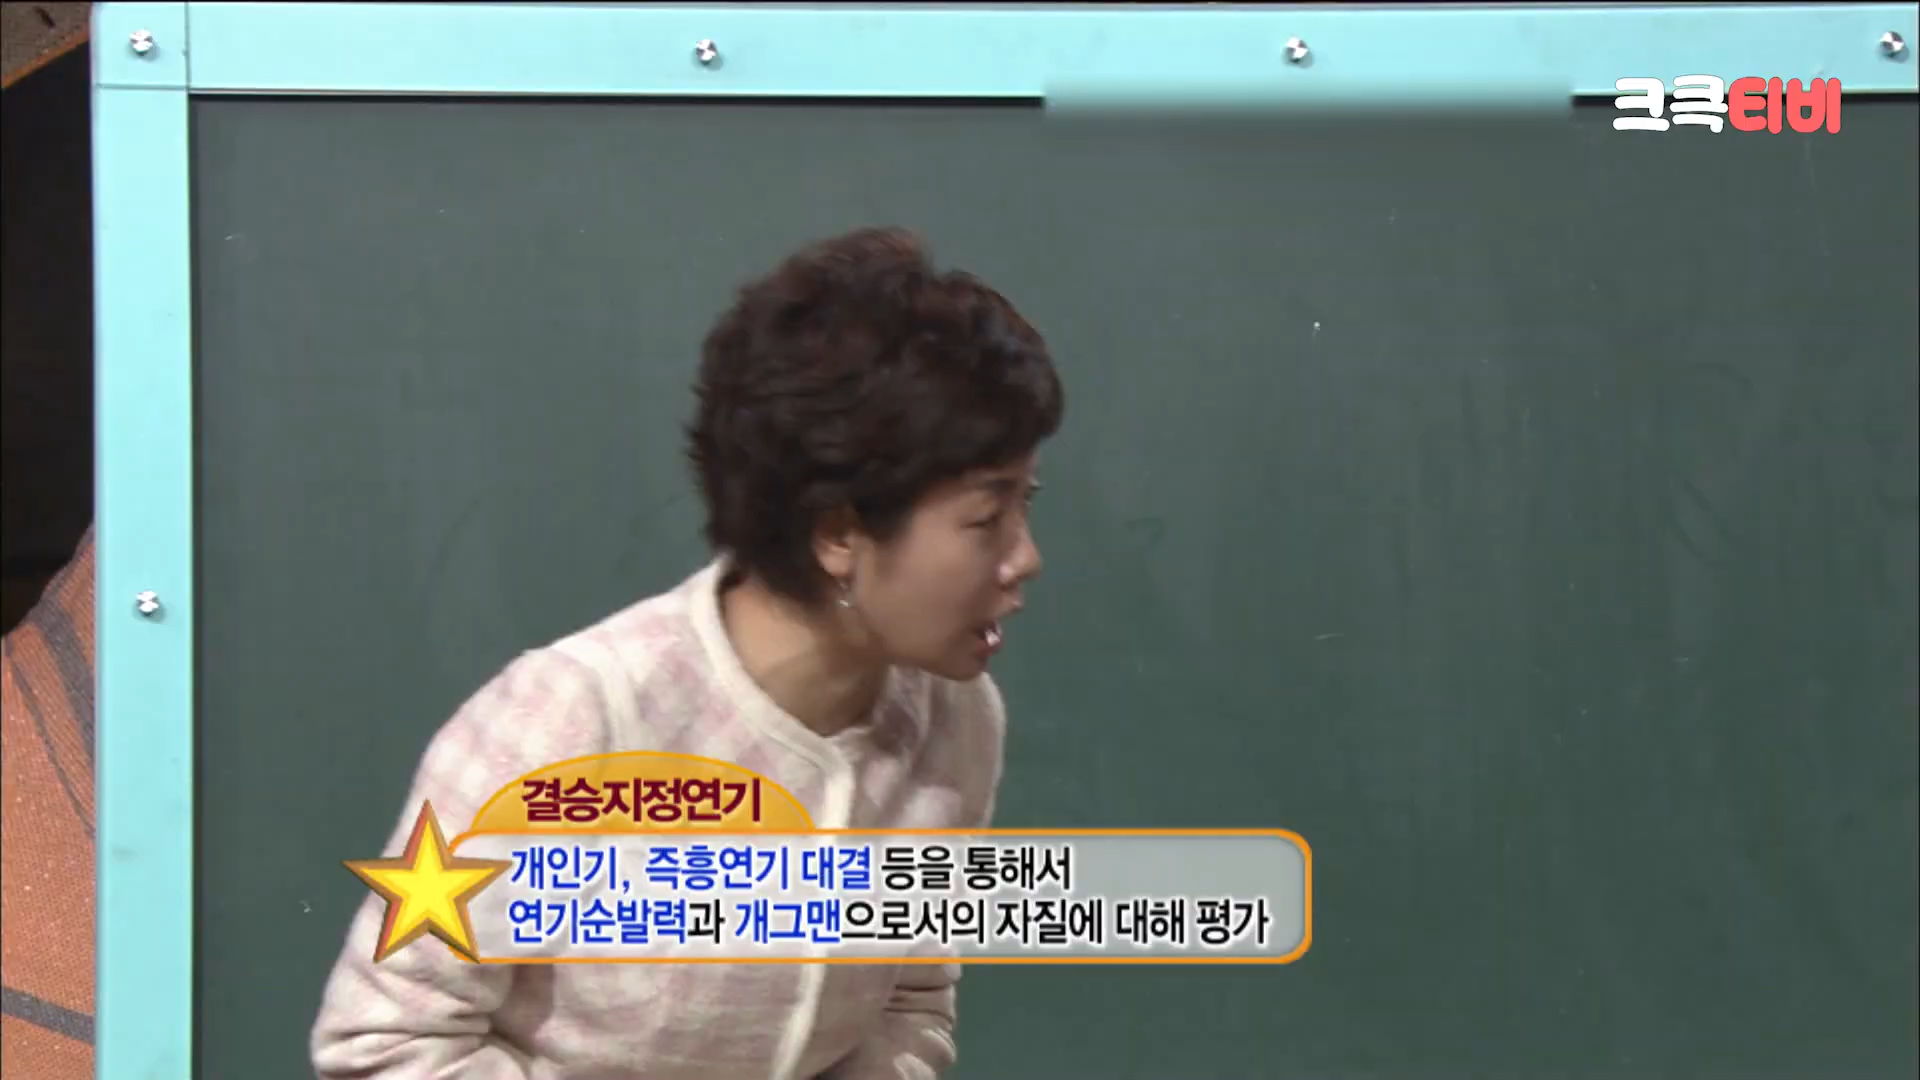 크큭티비
결승지정연기
개인기, 즉흥연기 대결 등을 통해서
연기순발력과 개그맨으로서의 자질에 대해 평가